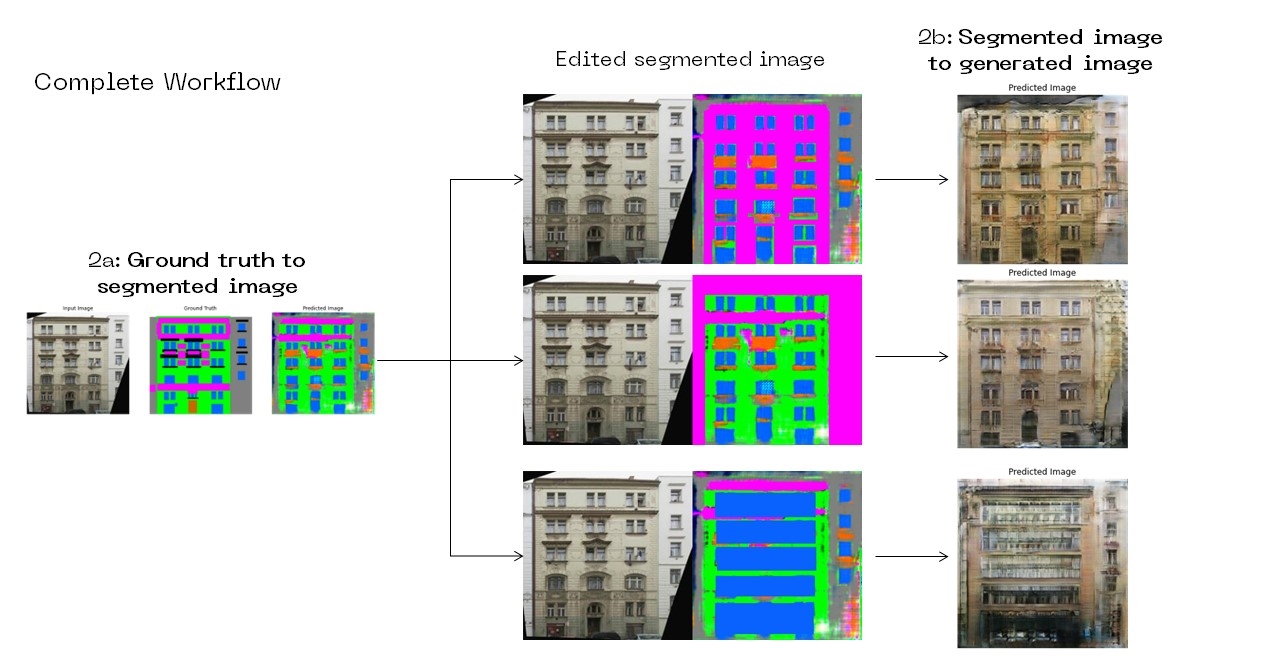 Complete Workflow
2a: Ground truth to
segmented image
Input Image
Ground Truth
Predicted Image
Edited segmented image
2b: Segmented image
to generated image
Predicted Image
Predicted Image
Predicted Image